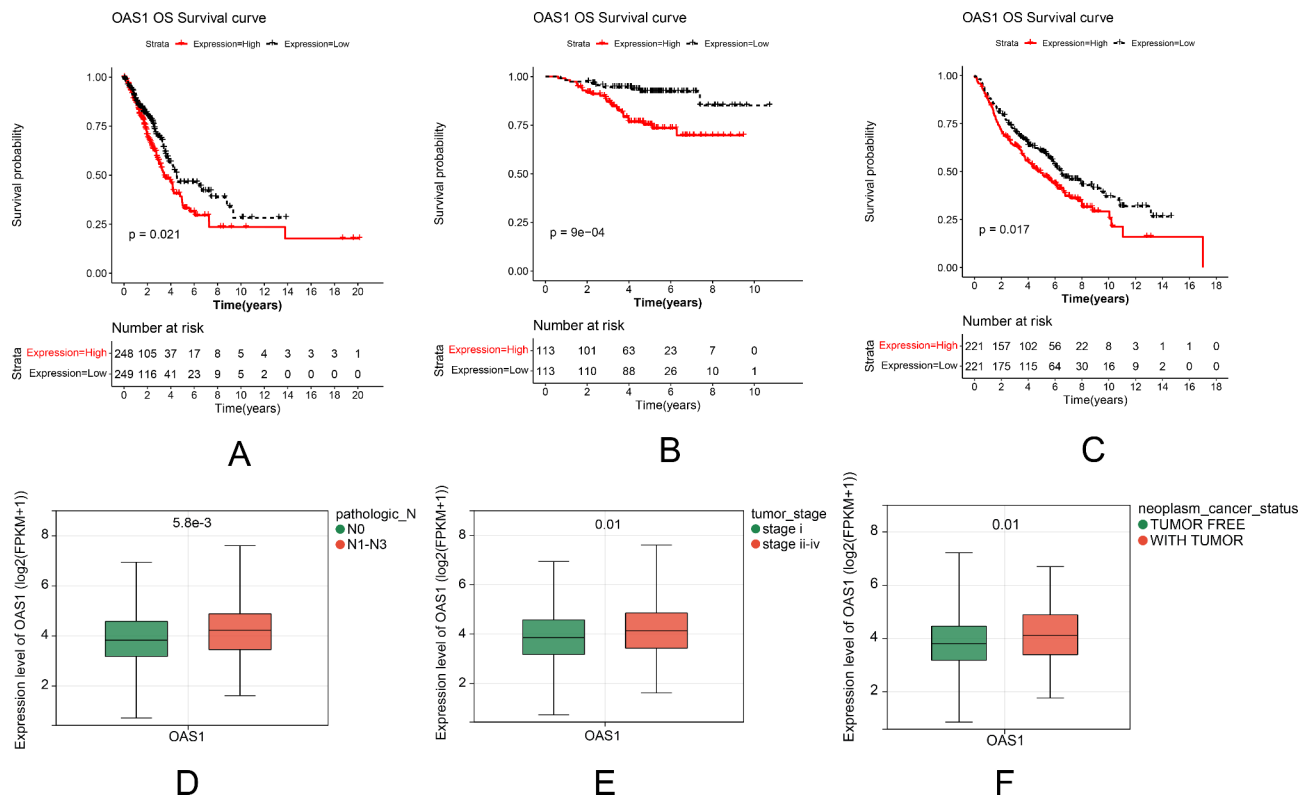 OAS1 OS Survival curve
Strata Expression=High Expression=Low
Survival probability
1.00
0.75
0.50
0.25
0.00
p = 0.021
0 2 4 6 8 10 12 14 16 18 20
Time(years)
Number at risk
Strata
Expression=High 248 105 37 17 8 5 4 3 3 3 1
Expression=Low 249 116 41 23 9 5 2 0 0 0 0
0 2 4 6 8 10 12 14 16 18 20
Time(years)
A
OAS1 OS Survival curve
Strata Expression=High Expression=Low
Survival probability
1.00
0.75
0.50
0.25
0.00
p = 9e−04
0 2 4 6 8 10
Time(years)
Number at risk
Strata
Expression=High 113 101 63 23 7 0
Expression=Low 113 110 88 26 10 1
0 2 4 6 8 10
Time(years)
B
OAS1 OS Survival curve
Strata Expression=High Expression=Low
Survival probability
1.00
0.75
0.50
0.25
0.00
p = 0.017
0 2 4 6 8 10 12 14 16 18
Time(years)
Number at risk
Strata
Expression=High 221 157 102 56 22 8 3 1 1 0
Expression=Low 221 175 115 64 30 16 9 2 0 0
0 2 4 6 8 10 12 14 16 18
Time(years)
C
Expression level of OAS1 (log2(FPKM+1))
8
6
4
2
5.8e-3
pathologic_N
N0
N1-N3
OAS1
D
Expression level of OAS1 (log2(FPKM+1))
8
6
4
2
0.01
tumor_stage
stage i
stage ii-iv
OAS1
E
Expression level of OAS1 (log2(FPKM+1))
8
6
4
2
0.01
neoplasm_cancer_status
TUMOR FREE
WITH TUMOR
OAS1
F